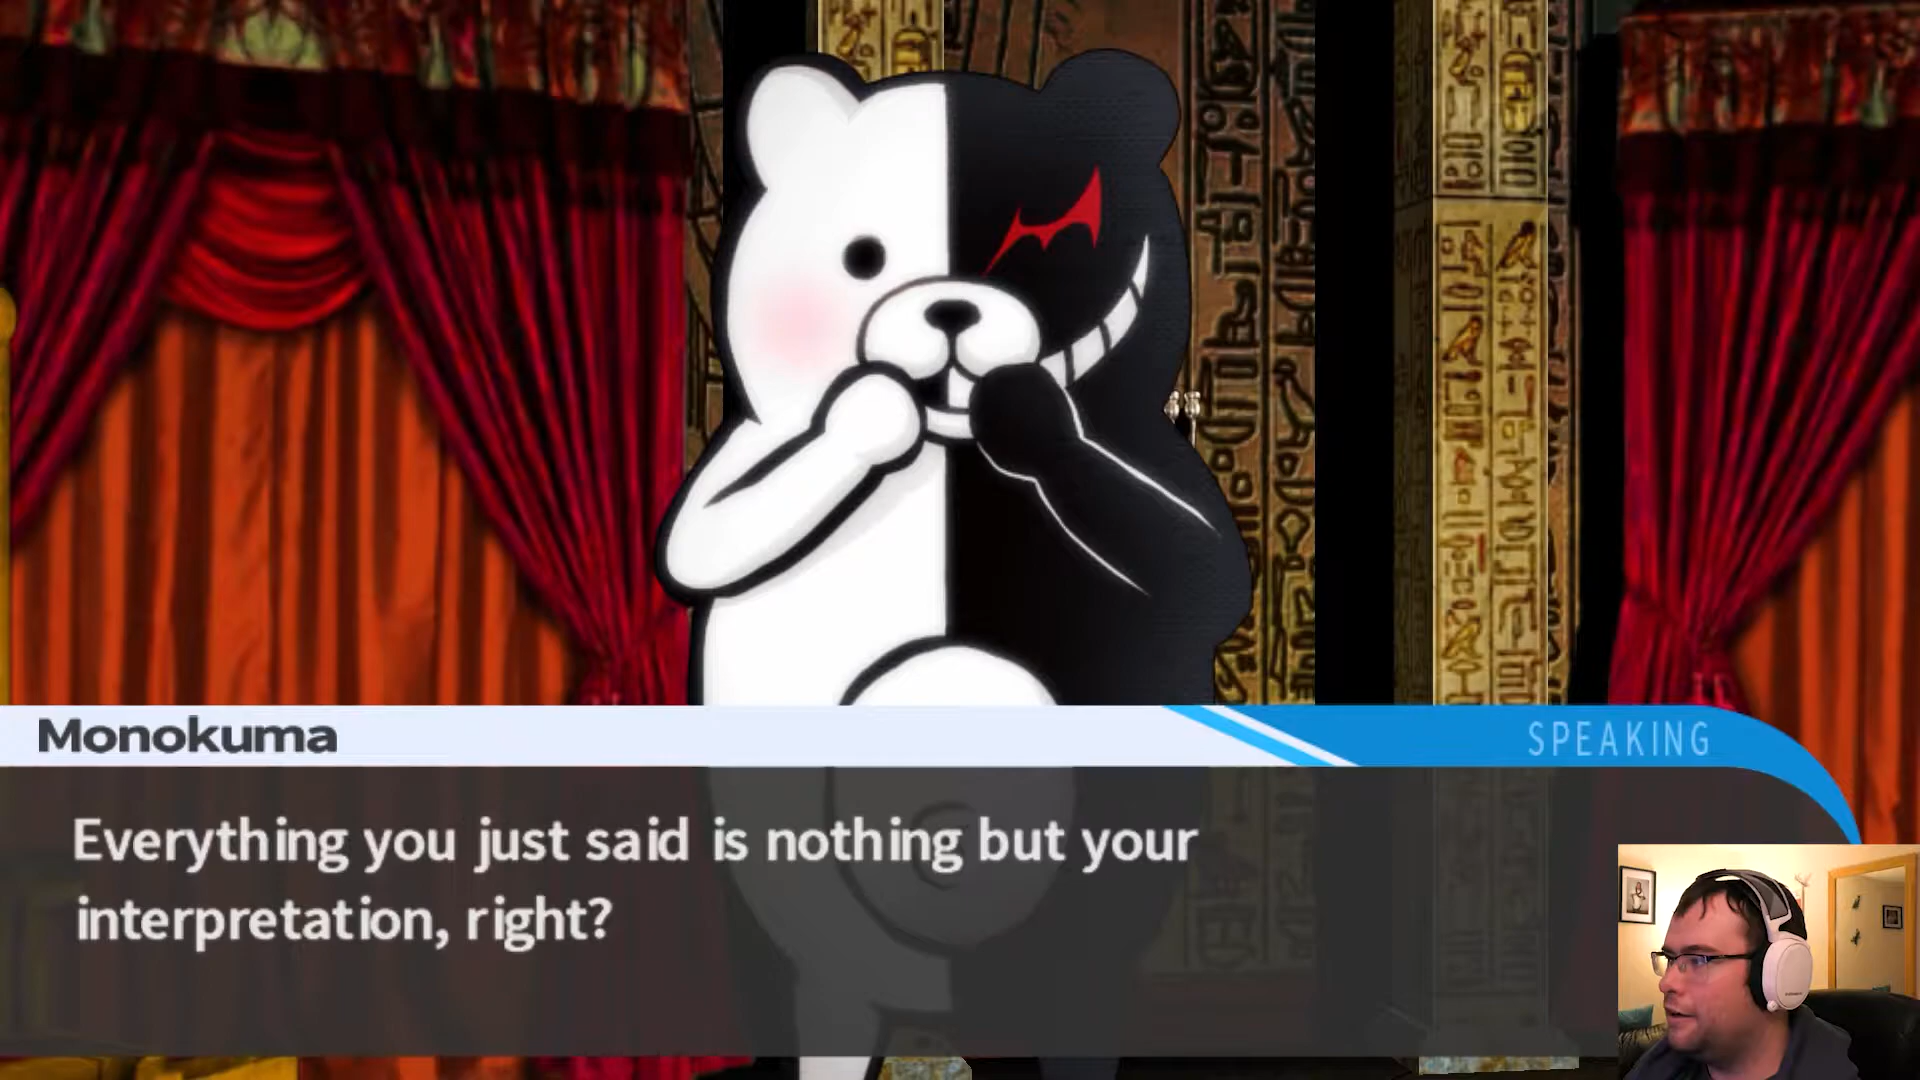 Monokuma
SPEAKING
Everything you just said is nothing but your
interpretation, right?